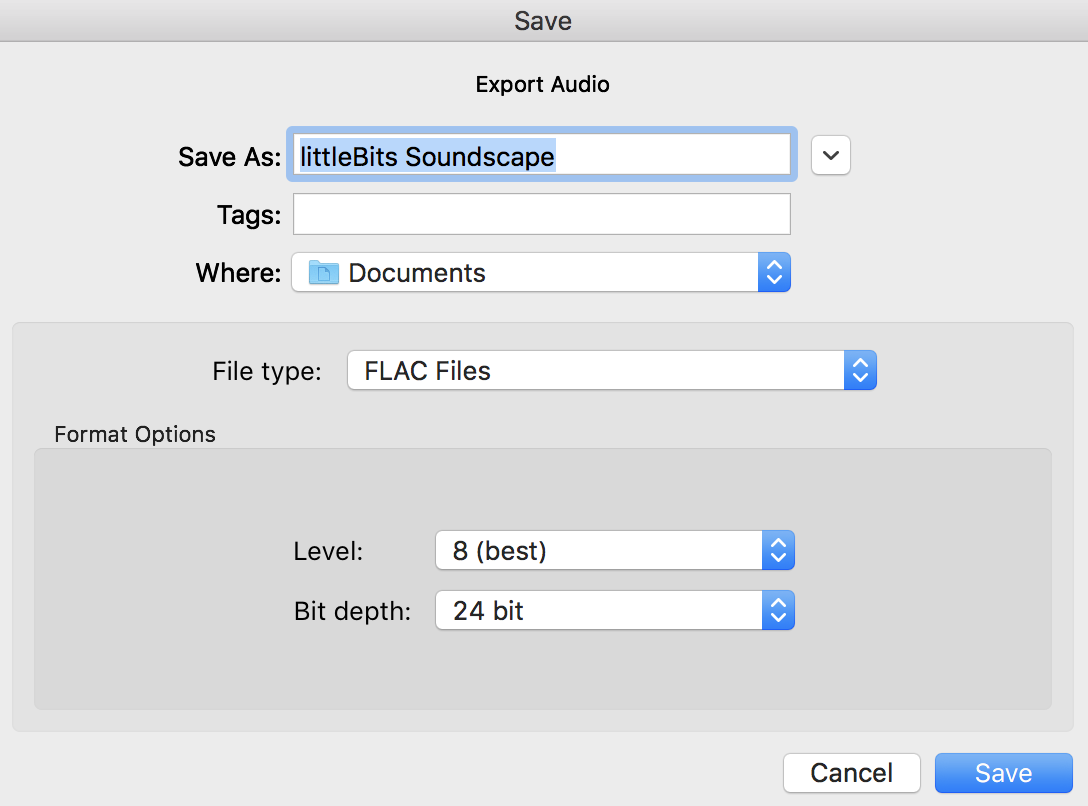 Save
Export Audio
Save As: littleBits Soundscape
Tags:
Where: Documents
File type: FLAC Files
Format Options
Level: 8 (best)
Bit depth: 24 bit
Cancel Save